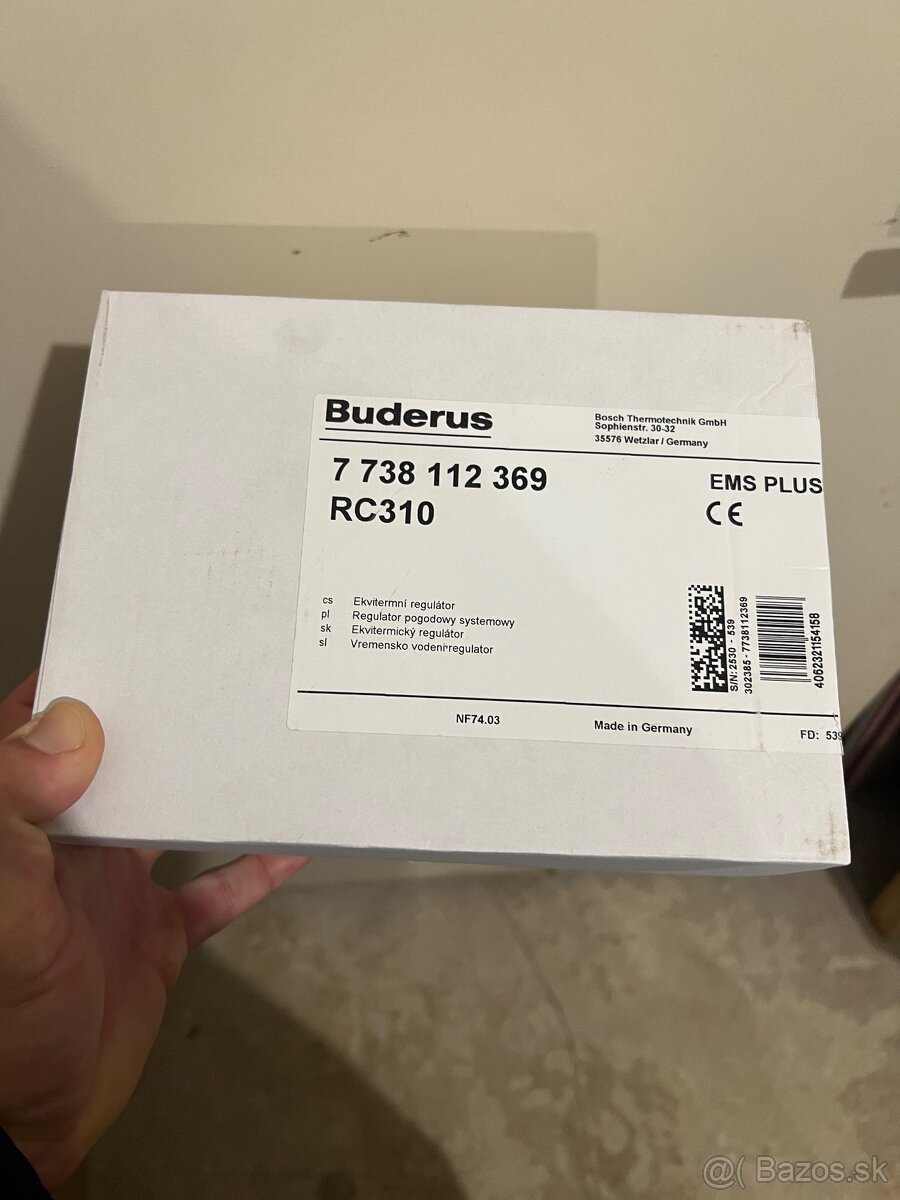 Buderus
Bosch Thermotechnik GmbH
Sophienstr. 30-32
35576 Wetzlar / Germany
7 738 112 369
EMS PLUS
RC310
CE
cs Ekvitermní regulátor
pl Regulator pogodowy systemowy
sk Ekvitermický regulátor
sl Vremensko vodeni regulator
S/N: 2530 - 539
302385 - 7738112369
4062321154158
NF74.03
Made in Germany
FD: 539
@( Bazos.sk